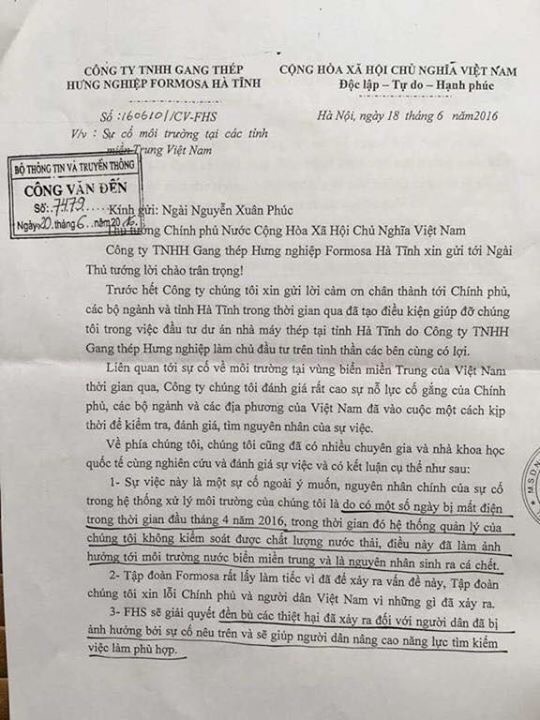 CÔNG TY TNHH GANG THÉP
HƯNG NGHIỆP FORMOSA HÀ TĨNH
CỘNG HÒA XÃ HỘI CHỦ NGHĨA VIỆT NAM
Độc lập – Tự do – Hạnh phúc
Số :1606101/CV-FHS
Hà Nội, ngày 18 tháng 6 năm2016
V/v : Sự cố môi trường tại các tỉnh
miền Trung Việt Nam
BỘ THÔNG TIN VÀ TRUYỀN THÔNG
CÔNG VĂN ĐẾN
Số:.7479
Ngày 20.tháng.6.năm 2016.
Kính gửi: Ngài Nguyễn Xuân Phúc
Thủ tướng Chính phủ Nước Cộng Hòa Xã Hội Chủ Nghĩa Việt Nam
Công ty TNHH Gang thép Hưng nghiệp Formosa Hà Tĩnh xin gửi tới Ngài
Thủ tướng lời chào trân trọng!
Trước hết Công ty chúng tôi xin gửi lời cảm ơn chân thành tới Chính phủ,
các bộ ngành và tỉnh Hà Tĩnh trong thời gian qua đã tạo điều kiện giúp đỡ chúng
tôi trong việc đầu tư dự án nhà máy thép tại tỉnh Hà Tĩnh do Công ty TNHH
Gang thép Hưng nghiệp làm chủ đầu tư trên tinh thần các bên cùng có lợi.
Liên quan tới sự cố về môi trường tại vùng biển miền Trung của Việt Nam
thời gian qua, Công ty chúng tôi đánh giá rất cao sự nỗ lực cố gắng của Chính
phủ, các bộ ngành và các địa phương của Việt Nam đã vào cuộc một cách kịp
thời để kiểm tra, đánh giá, tìm nguyên nhân của sự việc.
Về phía chúng tôi, chúng tôi cũng đã có nhiều chuyên gia và nhà khoa học
quốc tế cùng nghiên cứu và đánh giá sự việc và có kết luận cụ thể như sau:
1- Sự việc này là một sự cố ngoài ý muốn, nguyên nhân chính của sự cố
trong hệ thống xử lý môi trường của chúng tôi là do có một số ngày bị mất điện
trong thời gian đầu tháng 4 năm 2016, trong thời gian đó hệ thống quản lý của
chúng tôi không kiểm soát được chất lượng nước thải, điều này đã làm ảnh
hưởng tới môi trường nước biển miền trung và là nguyên nhân sinh ra cá chết.
2- Tập đoàn Formosa rất lấy làm tiếc vì đã để xảy ra vấn đề này, Tập đoàn
chúng tôi xin lỗi Chính phủ và người dân Việt Nam vì những gì đã xảy ra.
3- FHS sẽ giải quyết đền bù các thiệt hại đã xảy ra đối với người dân đã bị
ảnh hưởng bởi sự cố nêu trên và sẽ giúp người dân nâng cao năng lực tìm kiếm
việc làm phù hợp.
M.S.D.N